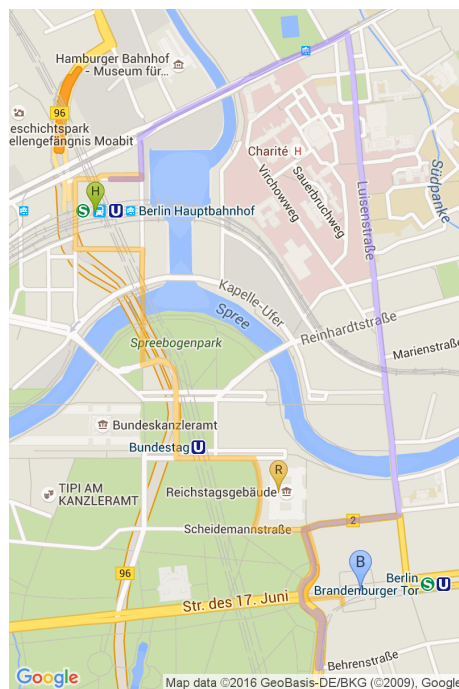 Hamburger Bahnhof
- Museum für...
96
eschichtspark
ellengefängnis Moabit
Charité H
Sauerbruchweg
Virchowweg
Südpanke
Luisenstraße
H
S U Berlin Hauptbahnhof
Kapelle-Ufer
Spree
Reinhardtstraße
Spreebogenpark
Marienstraße
Bundeskanzleramt
Bundestag U
R
TIPI AM
KANZLERAMT
Reichstagsgebäude
Scheidemannstraße
2
B
96
Berlin S U
Brandenburger Tor
Str. des 17. Juni
Behrenstraße
Google
Map data ©2016 GeoBasis-DE/BKG (©2009), Google